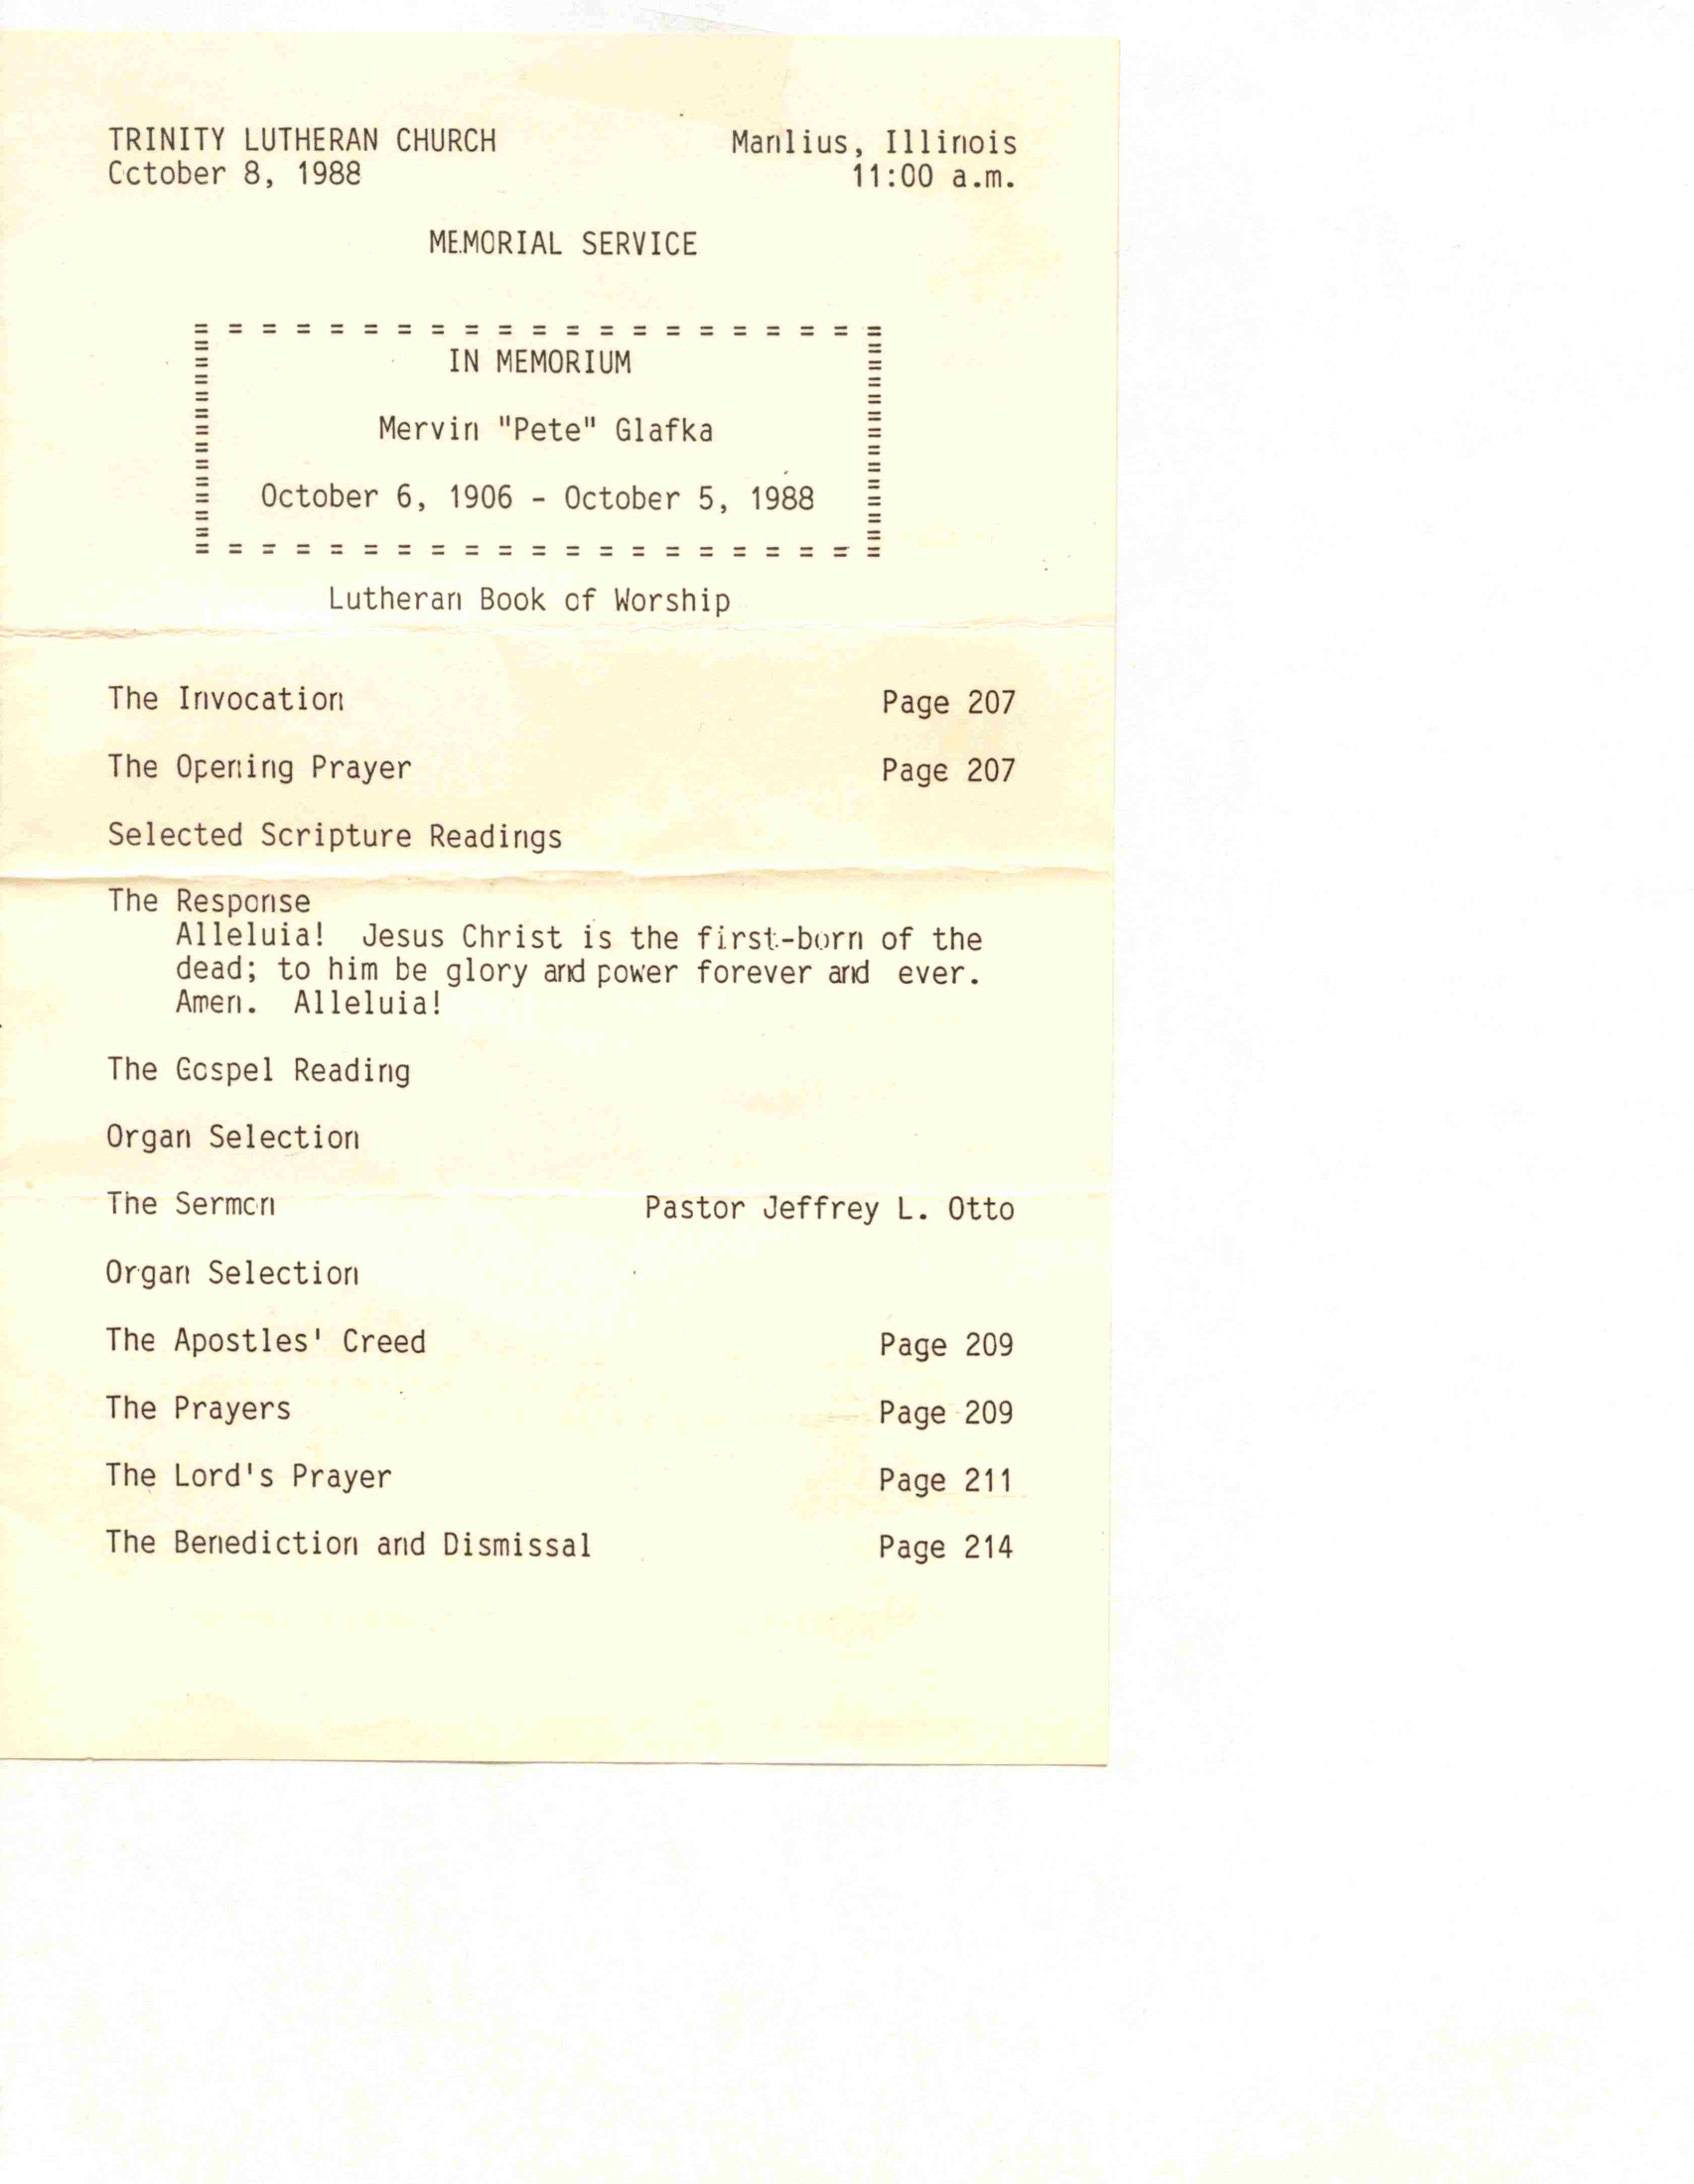 TRINITY LUTHERAN CHURCH Manlius, Illinois
October 8, 1988 11:00 a.m.
MEMORIAL SERVICE
= = = = = = = = = = = = = = = = = = = = =
IN MEMORIUM
Mervin "Pete" Glafka
October 6, 1906 - October 5, 1988
= = = = = = = = = = = = = = = = = = = = =
Lutheran Book of Worship
The Invocation Page 207
The Opening Prayer Page 207
Selected Scripture Readings
The Response
Alleluia! Jesus Christ is the first-born of the
dead; to him be glory and power forever and ever.
Amen. Alleluia!
The Gospel Reading
Organ Selection
The Sermon Pastor Jeffrey L. Otto
Organ Selection
The Apostles' Creed Page 209
The Prayers Page 209
The Lord's Prayer Page 211
The Benediction and Dismissal Page 214